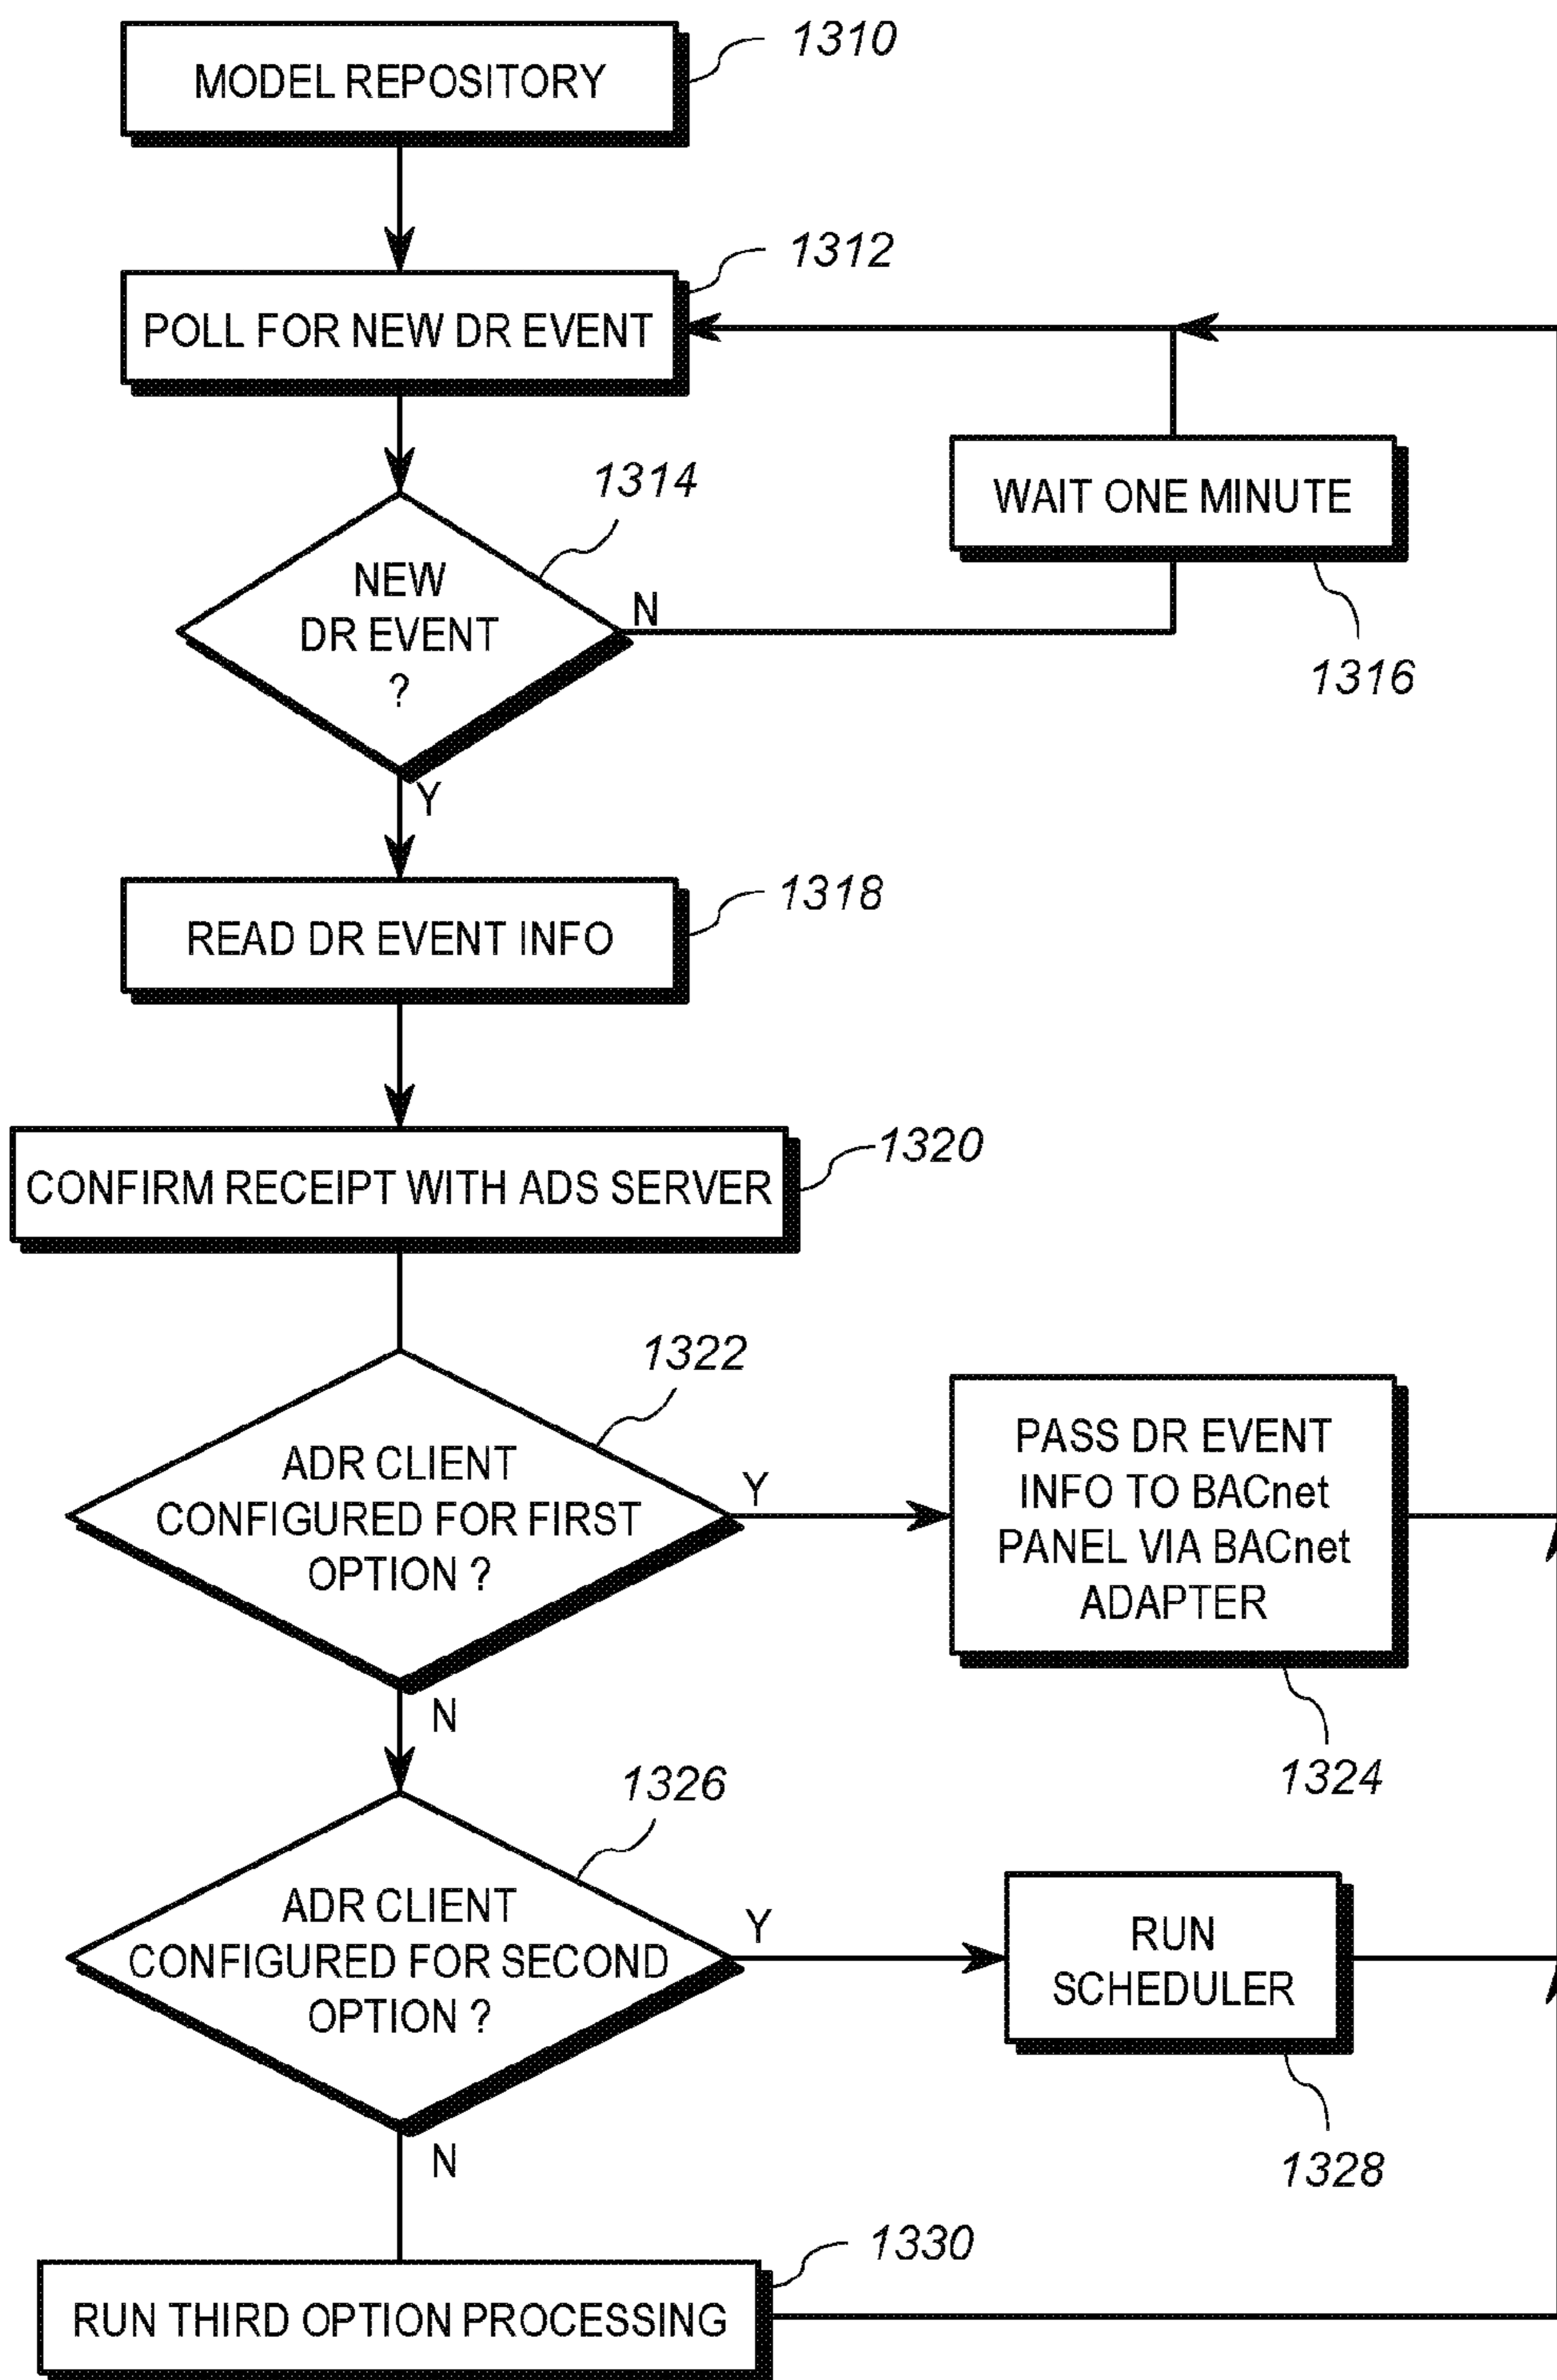 MODEL REPOSITORY
1310
POLL FOR NEW DR EVENT
1312
NEW
DR EVENT
?
1314
N
WAIT ONE MINUTE
1316
Y
READ DR EVENT INFO
1318
CONFIRM RECEIPT WITH ADS SERVER
1320
ADR CLIENT
CONFIGURED FOR FIRST
OPTION ?
1322
Y
PASS DR EVENT
INFO TO BACnet
PANEL VIA BACnet
ADAPTER
1324
N
ADR CLIENT
CONFIGURED FOR SECOND
OPTION ?
1326
Y
RUN
SCHEDULER
1328
N
RUN THIRD OPTION PROCESSING
1330